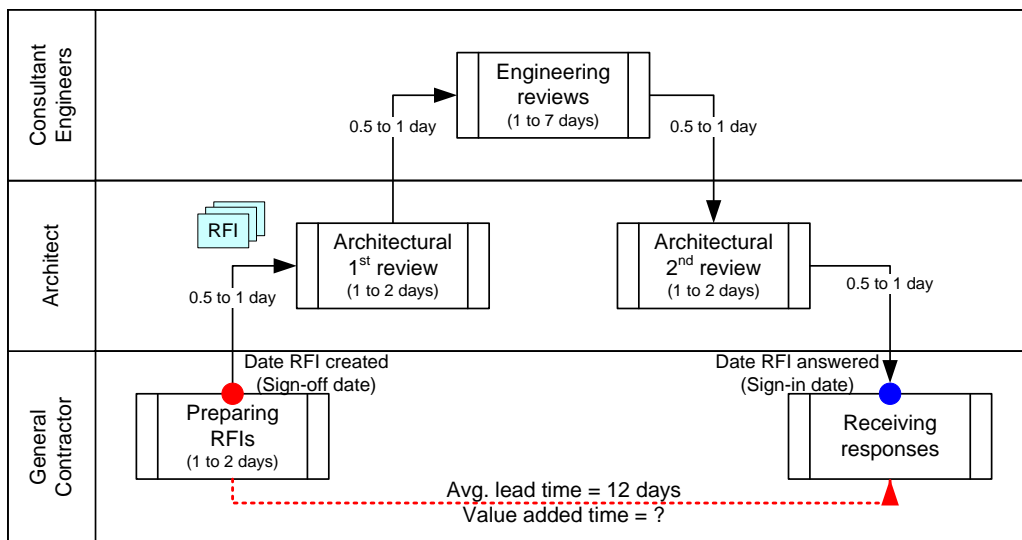 Consultant
Engineers
Engineering
reviews
(1 to 7 days)
0.5 to 1 day
0.5 to 1 day
Architect
RFI
Architectural
1st review
(1 to 2 days)
Architectural
2nd review
(1 to 2 days)
0.5 to 1 day
0.5 to 1 day
General
Contractor
Date RFI created
(Sign-off date)
Date RFI answered
(Sign-in date)
Preparing
RFIs
(1 to 2 days)
Receiving
responses
Avg. lead time = 12 days
Value added time = ?